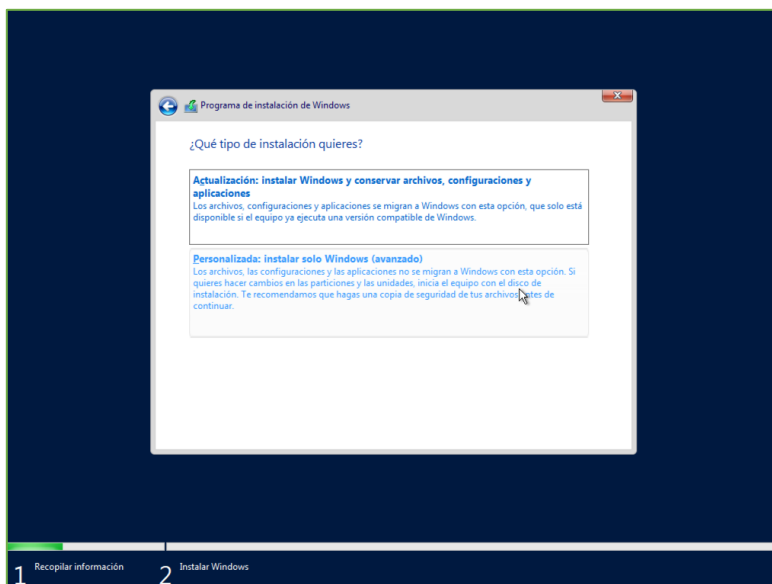 Programa de instalación de Windows
¿Qué tipo de instalación quieres?
Actualización: instalar Windows y conservar archivos, configuraciones y
aplicaciones
Los archivos, configuraciones y aplicaciones se migran a Windows con esta opción, que solo está
disponible si el equipo ya ejecuta una versión compatible de Windows.
Personalizada: instalar solo Windows (avanzado)
Los archivos, las configuraciones y las aplicaciones no se migran a Windows con esta opción. Si
quieres hacer cambios en las particiones y las unidades, inicia el equipo con el disco de
instalación. Te recomendamos que hagas una copia de seguridad de tus archivos antes de
continuar.
1 Recopilar información
2 Instalar Windows